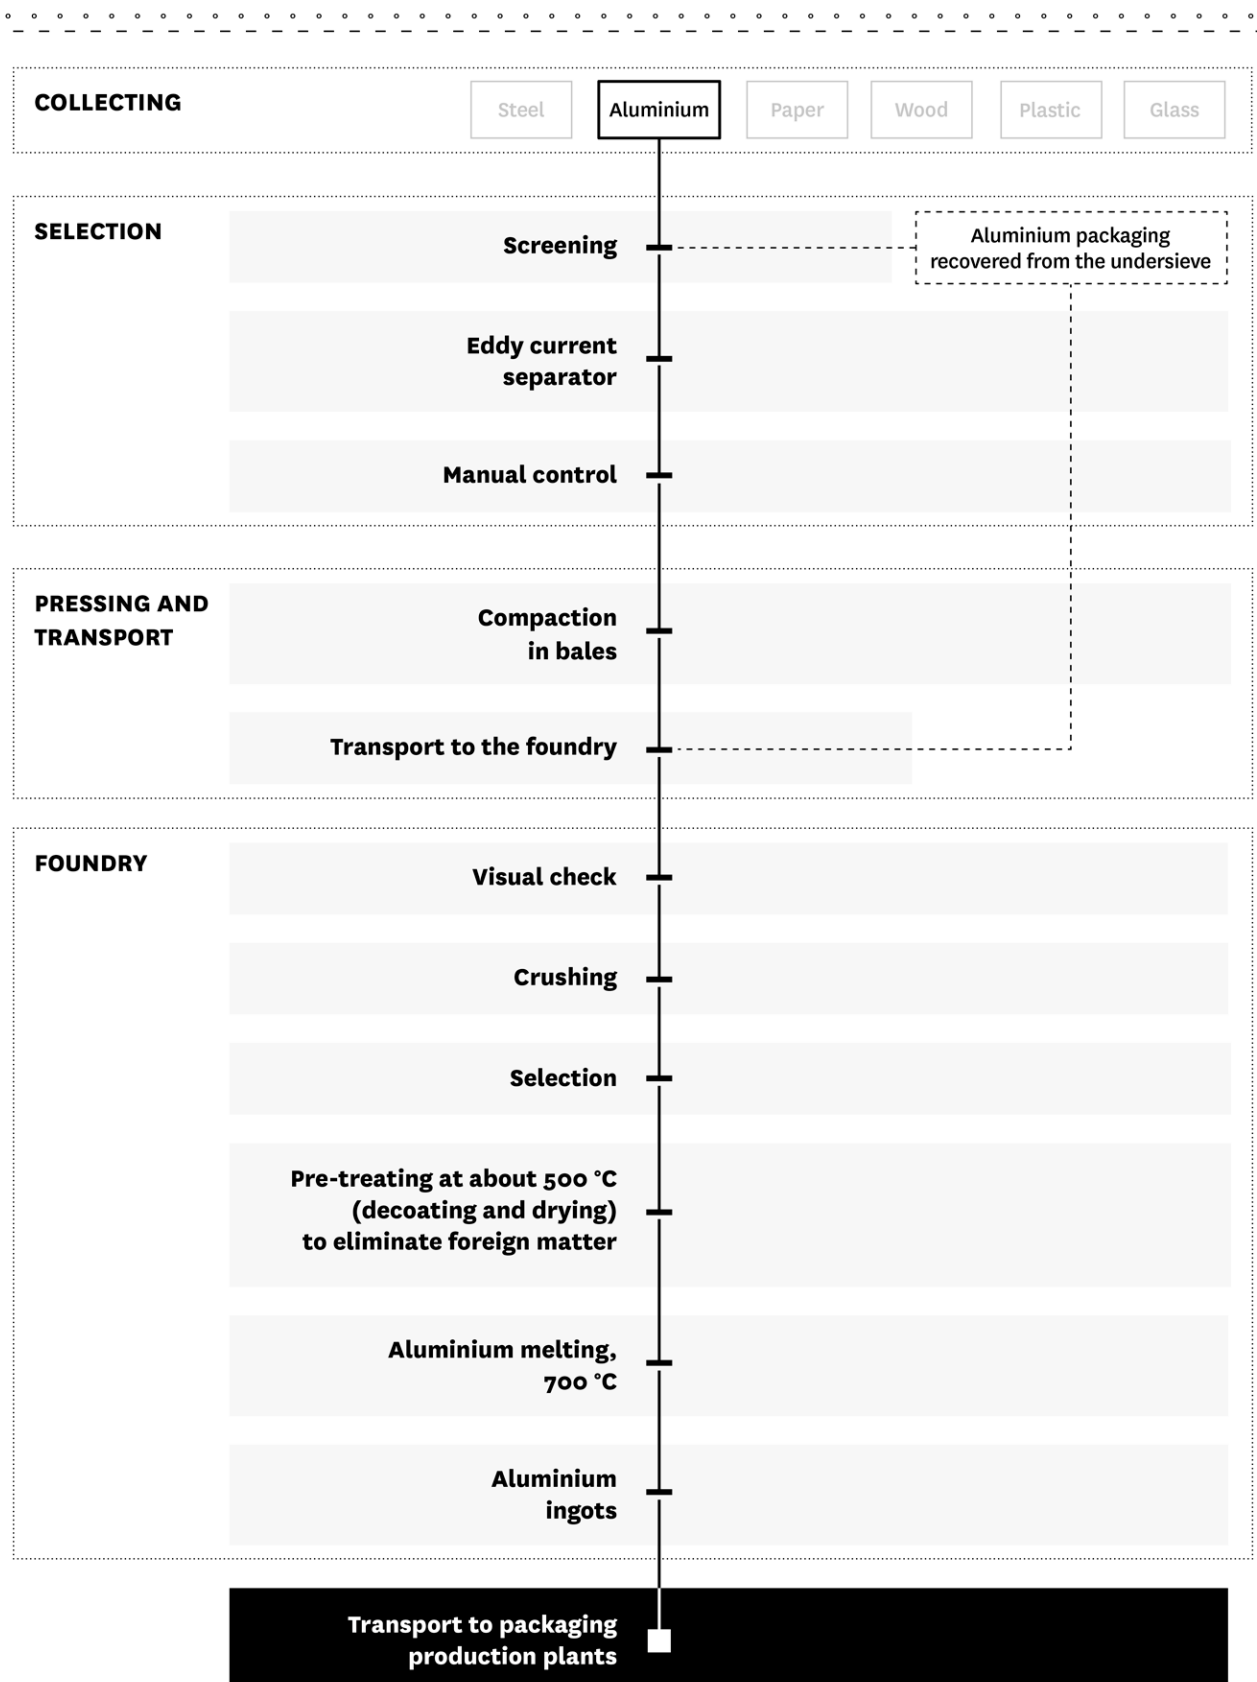 COLLECTING
Steel
Aluminium
Paper
Wood
Plastic
Glass
SELECTION
Screening
Aluminium packaging
recovered from the undersieve
Eddy current
separator
Manual control
PRESSING AND
TRANSPORT
Compaction
in bales
Transport to the foundry
FOUNDRY
Visual check
Crushing
Selection
Pre-treating at about 500 °C
(decoating and drying)
to eliminate foreign matter
Aluminium melting,
700 °C
Aluminium
ingots
Transport to packaging
production plants